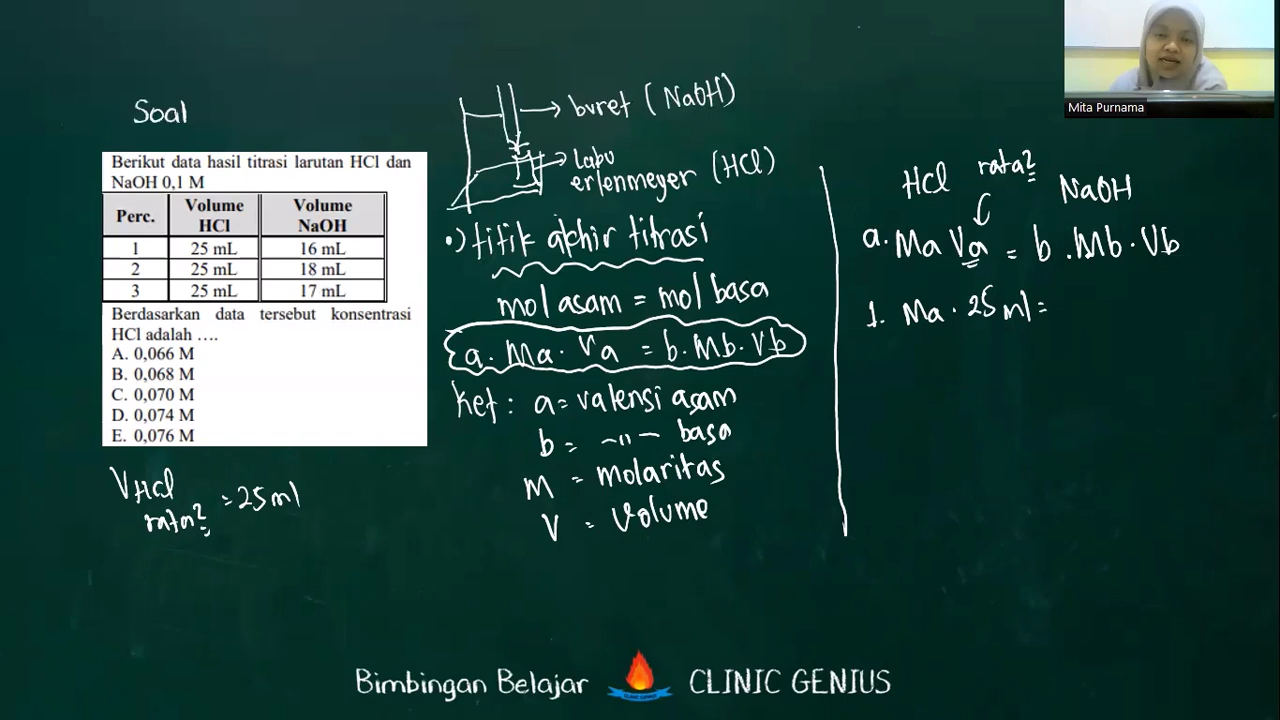 Soal
Berikut data hasil titrasi larutan HCl dan
NaOH 0,1 M
Perc. Volume HCl Volume NaOH
1 25 mL 16 mL
2 25 mL 18 mL
3 25 mL 17 mL
Berdasarkan data tersebut konsentrasi
HCl adalah ....
A. 0,066 M
B. 0,068 M
C. 0,070 M
D. 0,074 M
E. 0,076 M
V HCl rata2 = 25 ml
buret (NaOH)
Labu
erlenmeyer (HCl)
•) titik akhir titrasi
mol asam = mol basa
a. Ma. Va = b. Mb. Vb
ket : a = valensi asam
b = -〃- basa
M = molaritas
V = Volume
HCl rata2 NaOH
a. Ma Va = b . Mb . Vb
1. Ma . 25 ml =
Mita Purnama
Bimbingan Belajar CLINIC GENIUS